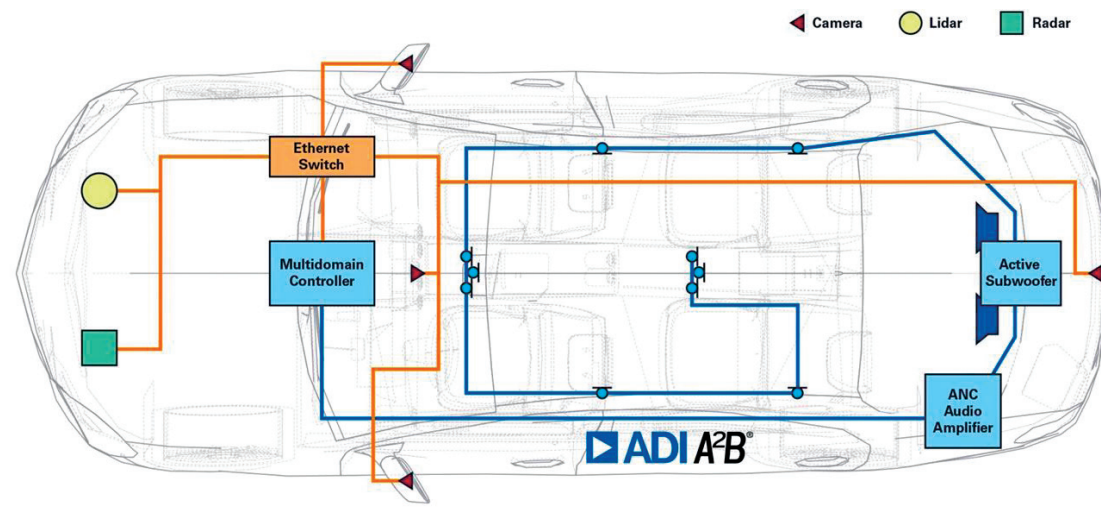 Camera
Lidar
Radar
Ethernet
Switch
Multidomain
Controller
Active
Subwoofer
ANC
Audio
Amplifier
ADI A²B®